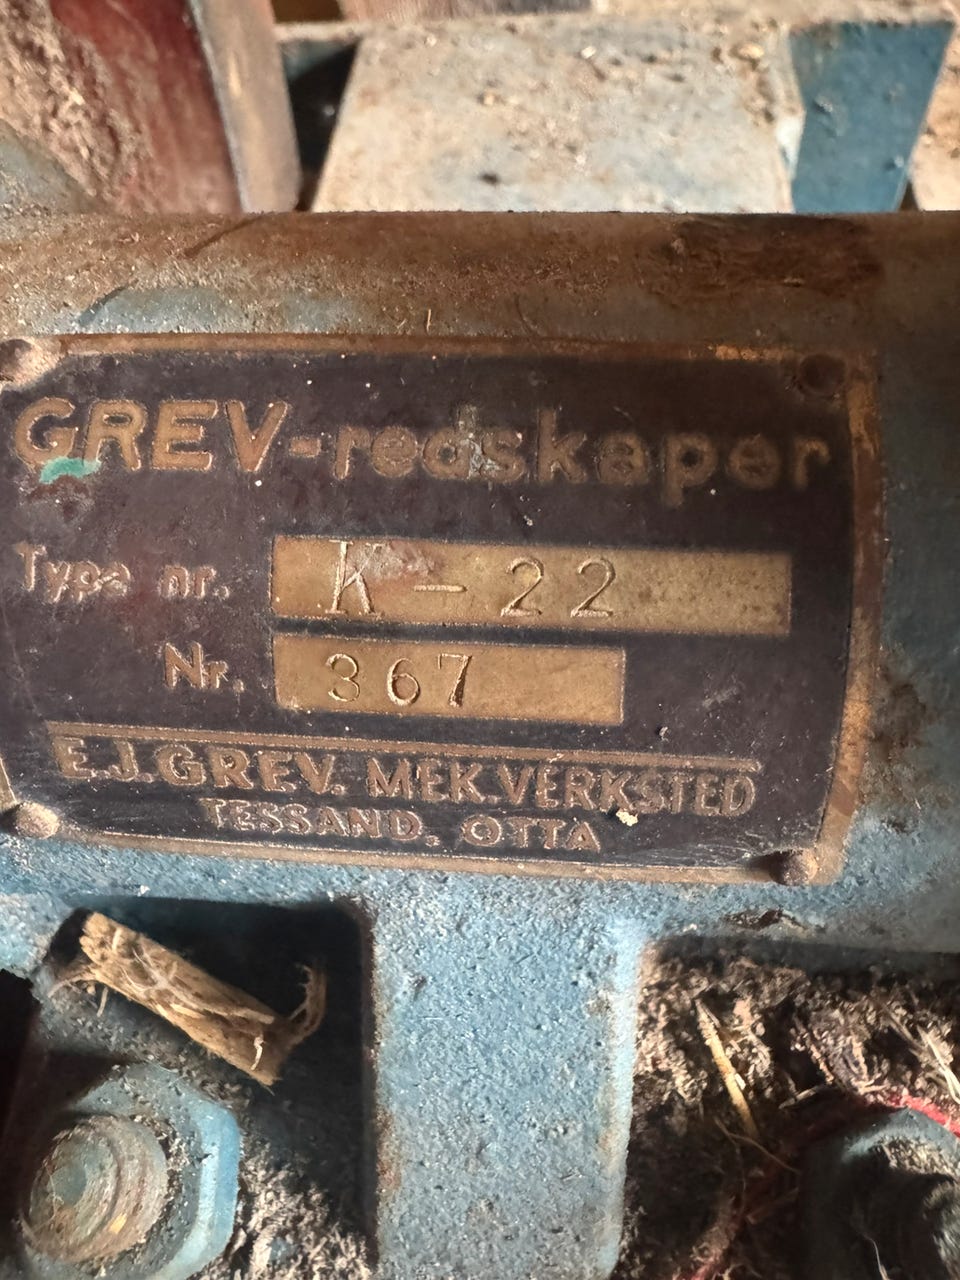 GREV-redskaper
Type nr. K-22
Nr. 367
E.J.GREV. MEK.VERKSTED
TESSAND. OTTA